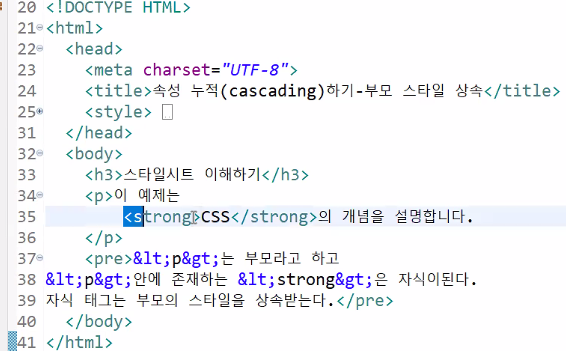 20 <!DOCTYPE HTML>
21 <html>
22 <head>
23 <meta charset="UTF-8">
24 <title>속성 누적(cascading)하기-부모 스타일 상속</title>
25 <style>
31 </head>
32 <body>
33 <h3>스타일시트 이해하기</h3>
34 <p>이 예제는
35 <strong>CSS</strong>의 개념을 설명합니다.
36 </p>
37 <pre>&lt;p&gt;는 부모라고 하고
38 &lt;p&gt;안에 존재하는 &lt;strong&gt;은 자식이된다.
39 자식 태그는 부모의 스타일을 상속받는다.</pre>
40 </body>
41 </html>